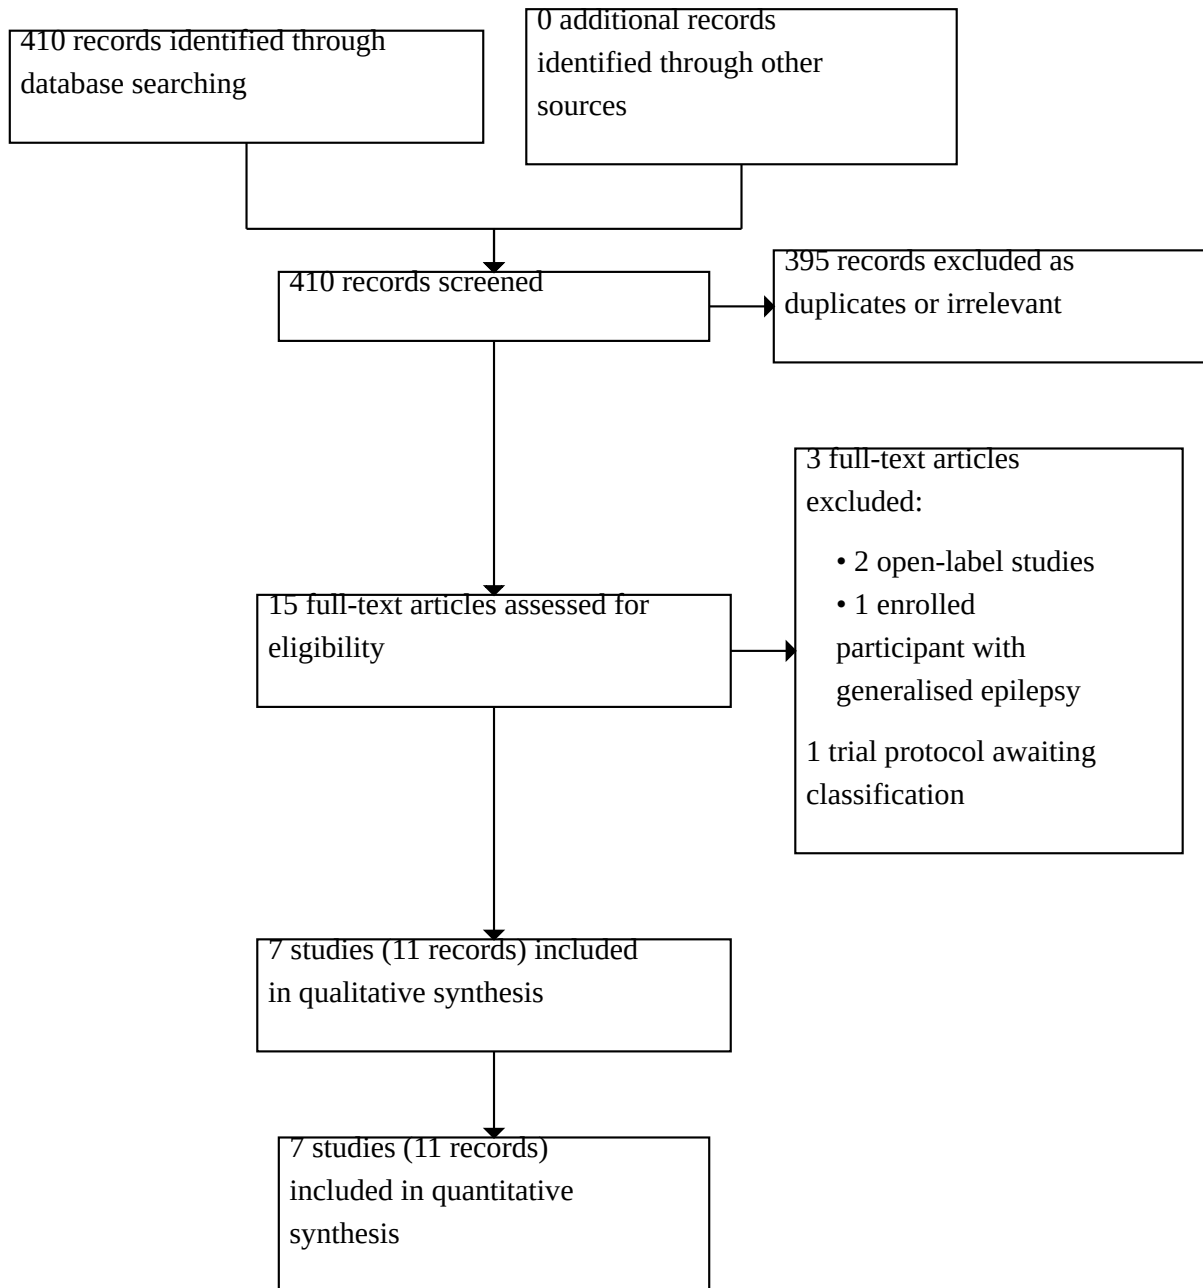 410 records identified through
database searching
0 additional records
identified through other
sources
410 records screened
395 records excluded as
duplicates or irrelevant
15 full-text articles assessed for
eligibility
3 full-text articles
excluded:
• 2 open-label studies
• 1 enrolled
participant with
generalised epilepsy
1 trial protocol awaiting
classification
7 studies (11 records) included
in qualitative synthesis
7 studies (11 records)
included in quantitative
synthesis